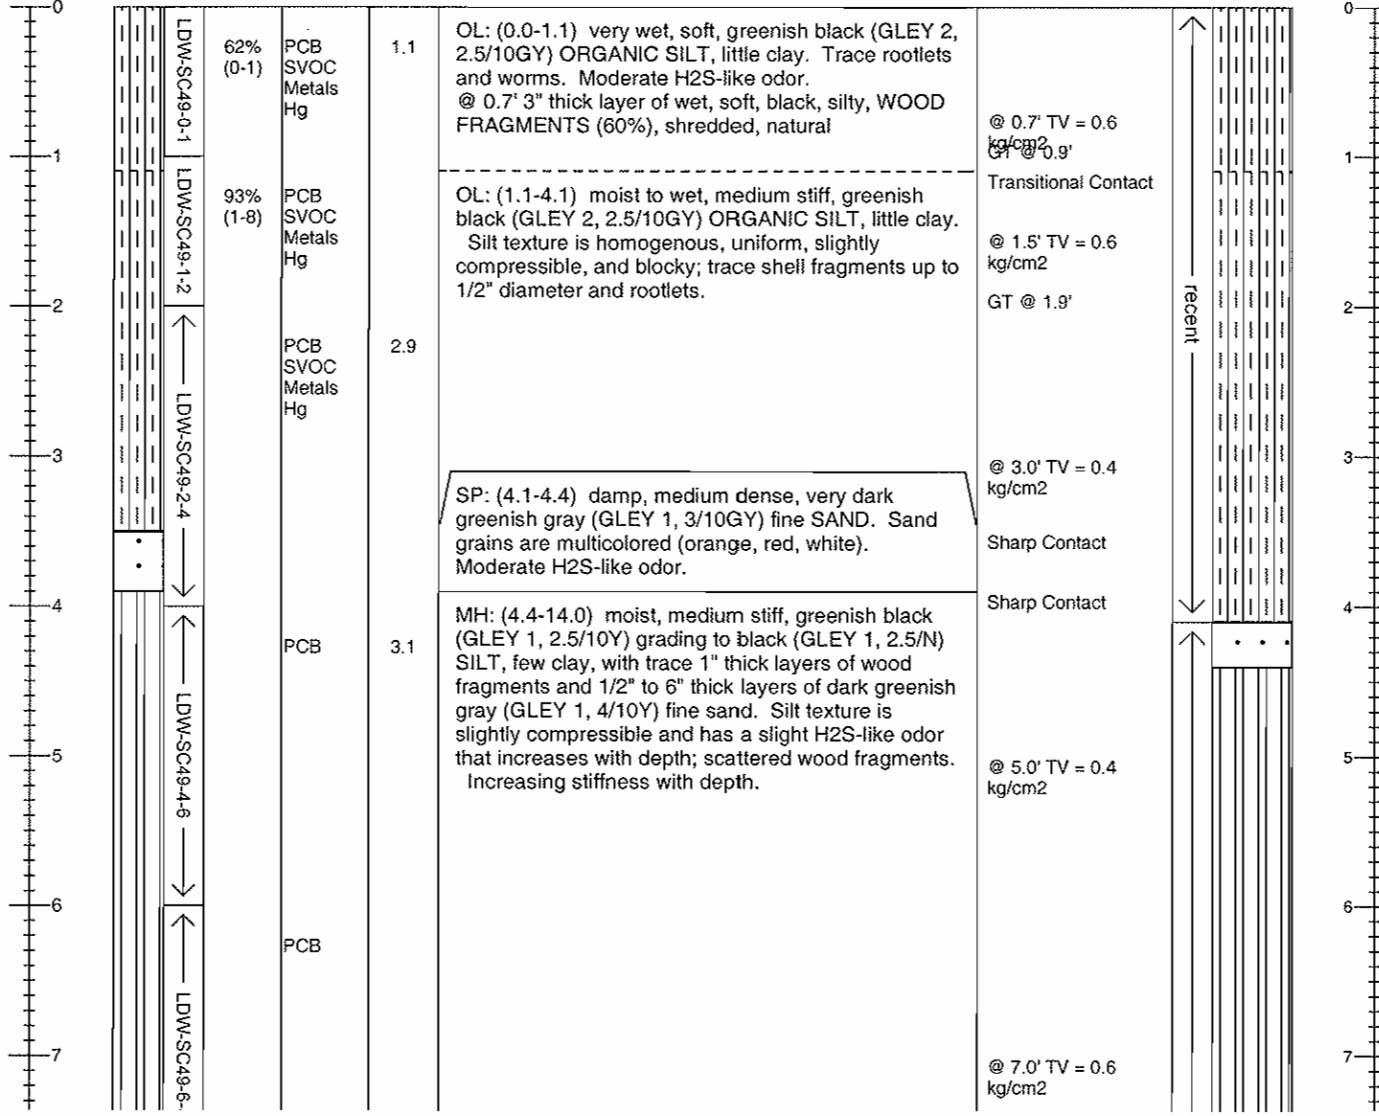 0
1
2
3
4
5
6
7
LDW-SC49-0-1
LDW-SC49-1-2
LDW-SC49-2-4
LDW-SC49-4-6
LDW-SC49-6-
62%
(0-1)
93%
(1-8)
PCB
SVOC
Metals
Hg
PCB
SVOC
Metals
Hg
PCB
SVOC
Metals
Hg
PCB
PCB
1.1
2.9
3.1
OL: (0.0-1.1) very wet, soft, greenish black (GLEY 2,
2.5/10GY) ORGANIC SILT, little clay. Trace rootlets
and worms. Moderate H2S-like odor.
@ 0.7' 3" thick layer of wet, soft, black, silty, WOOD
FRAGMENTS (60%), shredded, natural
OL: (1.1-4.1) moist to wet, medium stiff, greenish
black (GLEY 2, 2.5/10GY) ORGANIC SILT, little clay.
Silt texture is homogenous, uniform, slightly
compressible, and blocky; trace shell fragments up to
1/2" diameter and rootlets.
SP: (4.1-4.4) damp, medium dense, very dark
greenish gray (GLEY 1, 3/10GY) fine SAND. Sand
grains are multicolored (orange, red, white).
Moderate H2S-like odor.
MH: (4.4-14.0) moist, medium stiff, greenish black
(GLEY 1, 2.5/10Y) grading to black (GLEY 1, 2.5/N)
SILT, few clay, with trace 1" thick layers of wood
fragments and 1/2" to 6" thick layers of dark greenish
gray (GLEY 1, 4/10Y) fine sand. Silt texture is
slightly compressible and has a slight H2S-like odor
that increases with depth; scattered wood fragments.
Increasing stiffness with depth.
@ 0.7' TV = 0.6
kg/cm2
GT @ 0.9'
Transitional Contact
@ 1.5' TV = 0.6
kg/cm2
GT @ 1.9'
@ 3.0' TV = 0.4
kg/cm2
Sharp Contact
Sharp Contact
@ 5.0' TV = 0.4
kg/cm2
@ 7.0' TV = 0.6
kg/cm2
recent
0
1
2
3
4
5
6
7